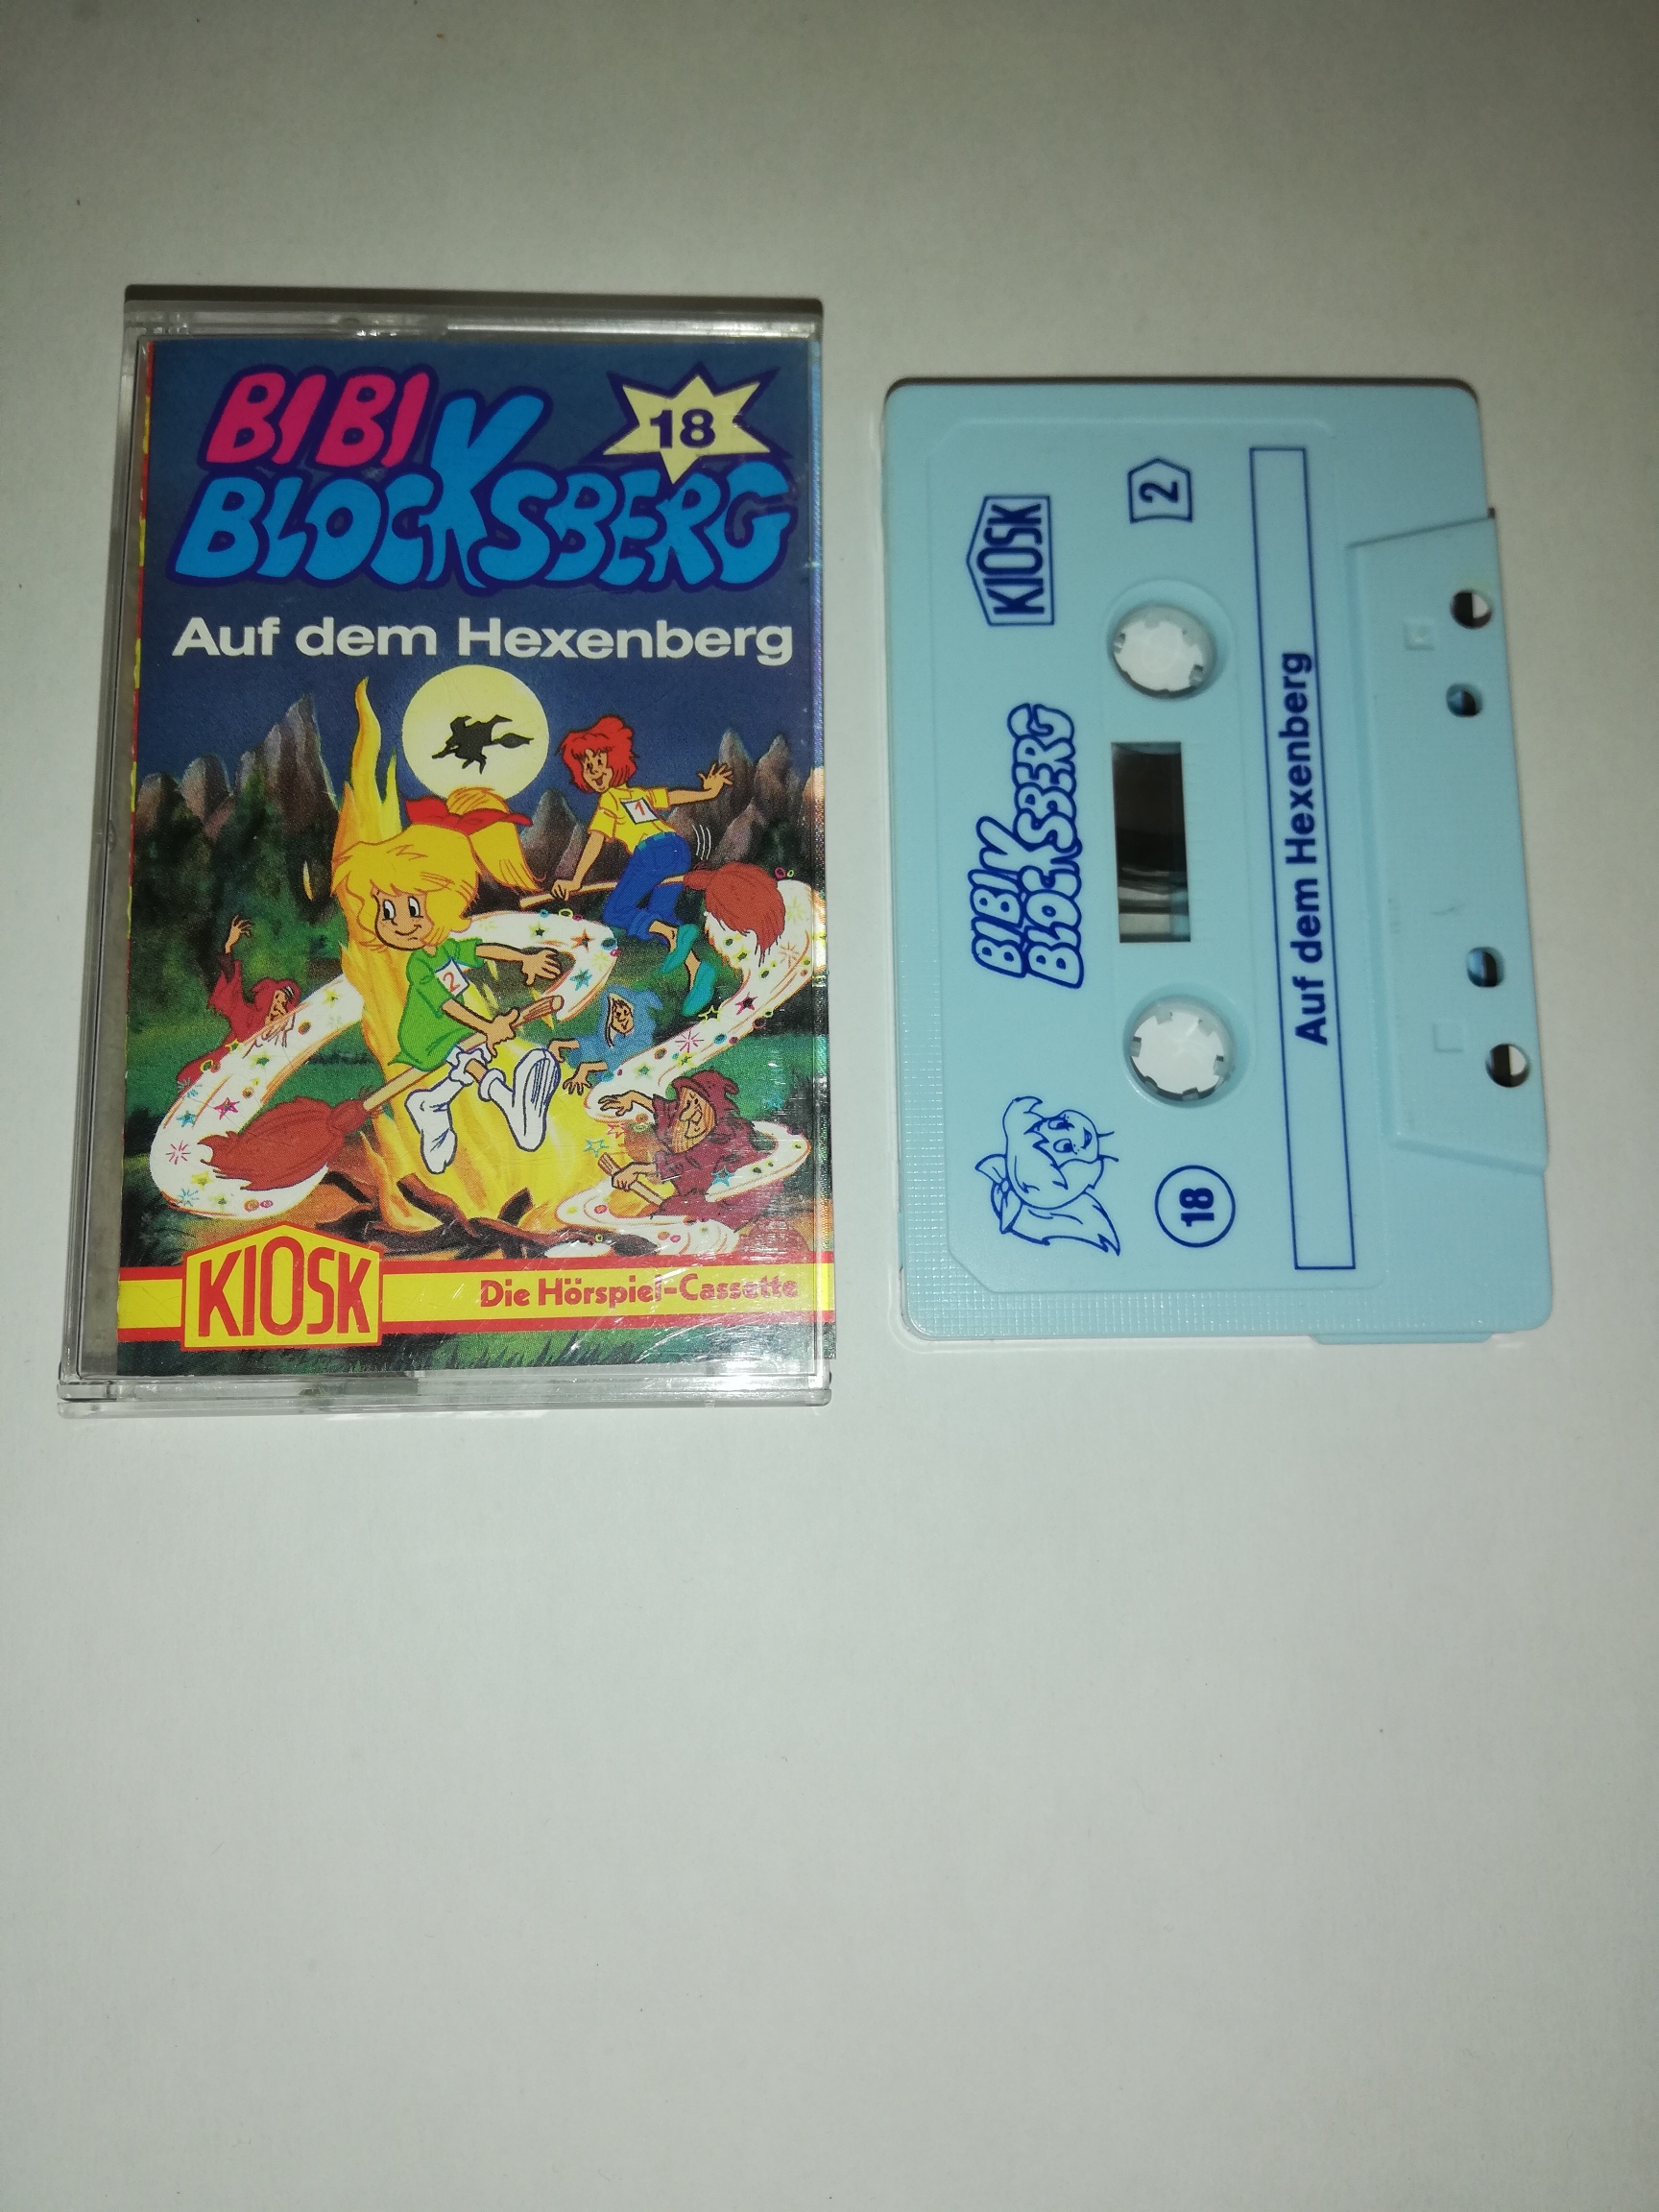 BIBI
BLOCKSBERG
18
Auf dem Hexenberg
1
2
KIOSK
Die Hörspiel-Cassette
KIOSK
2
BIBI
BLOCKSBERG
18
Auf dem Hexenberg